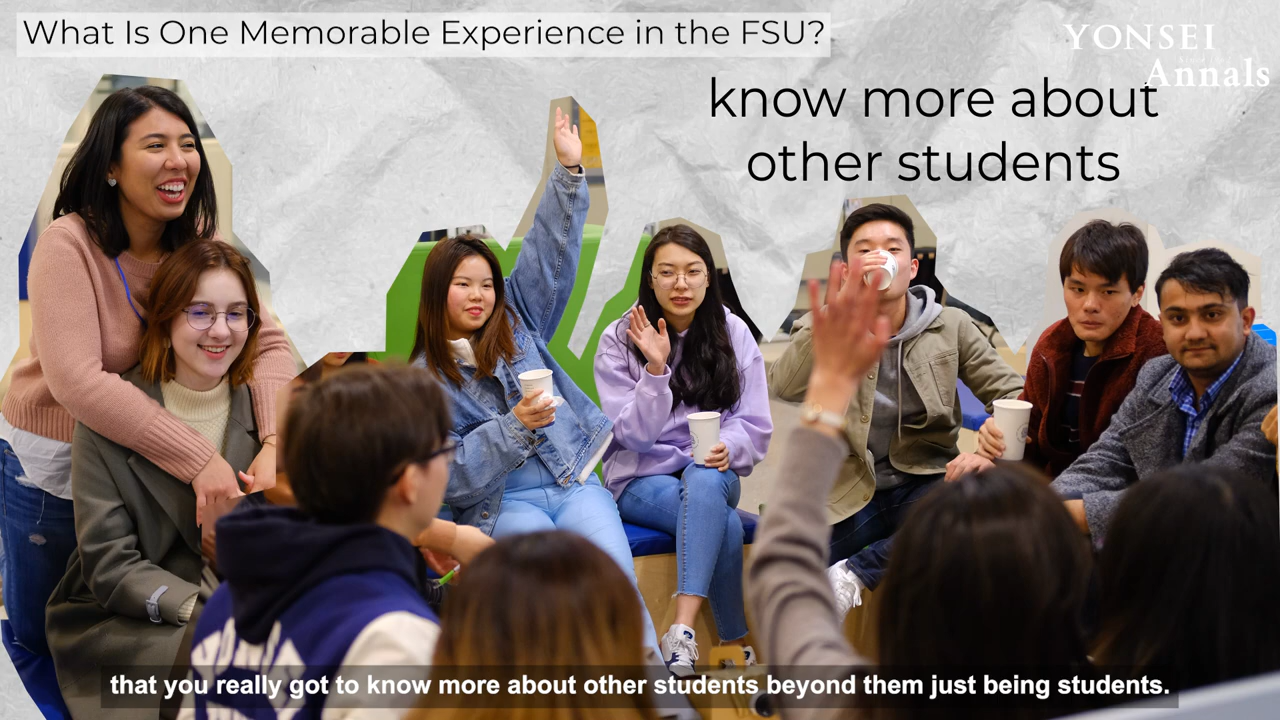 What Is One Memorable Experience in the FSU?
YONSEI
Annals
know more about
other students
that you really got to know more about other students beyond them just being students.